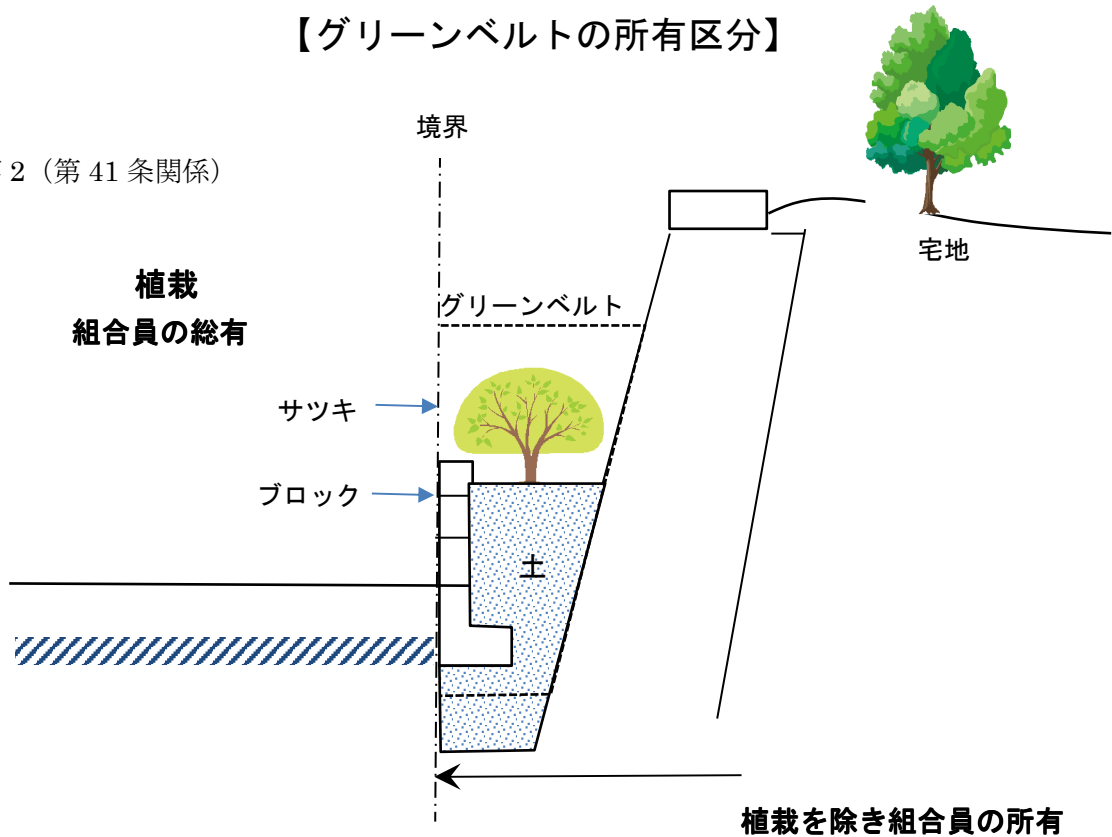 【グリーンベルトの所有区分】
境界
2（第 41 条関係）
宅地
植栽
組合員の総有
グリーンベルト
サツキ
ブロック
土
植栽を除き組合員の所有